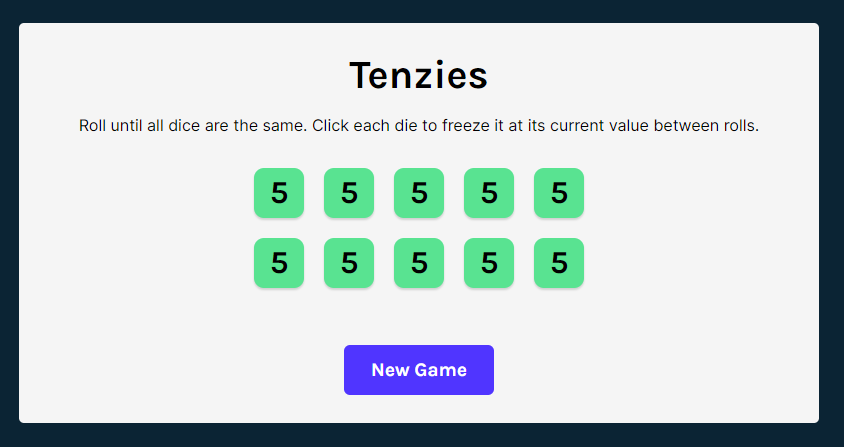 Tenzies
Roll until all dice are the same. Click each die to freeze it at its current value between rolls.
5 5 5 5 5
5 5 5 5 5
New Game